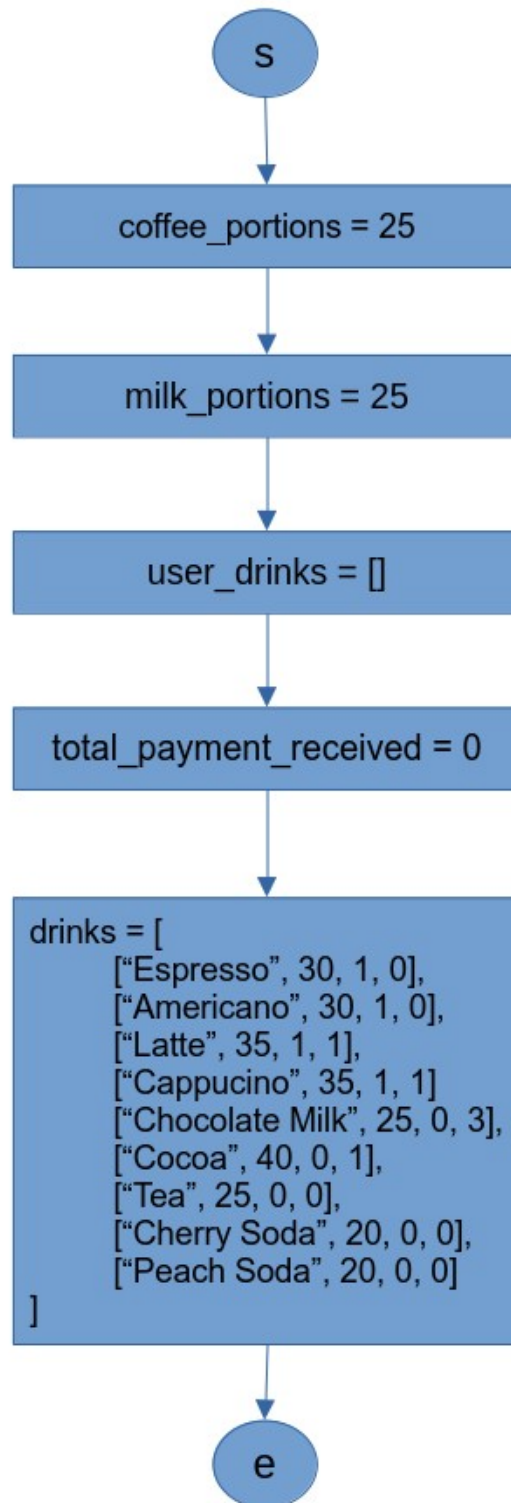 s
coffee_portions = 25
milk_portions = 25
user_drinks = []
total_payment_received = 0
drinks = [
[“Espresso”, 30, 1, 0],
[“Americano”, 30, 1, 0],
[“Latte”, 35, 1, 1],
[“Cappucino”, 35, 1, 1]
[“Chocolate Milk”, 25, 0, 3],
[“Cocoa”, 40, 0, 1],
[“Tea”, 25, 0, 0],
[“Cherry Soda”, 20, 0, 0],
[“Peach Soda”, 20, 0, 0]
]
e